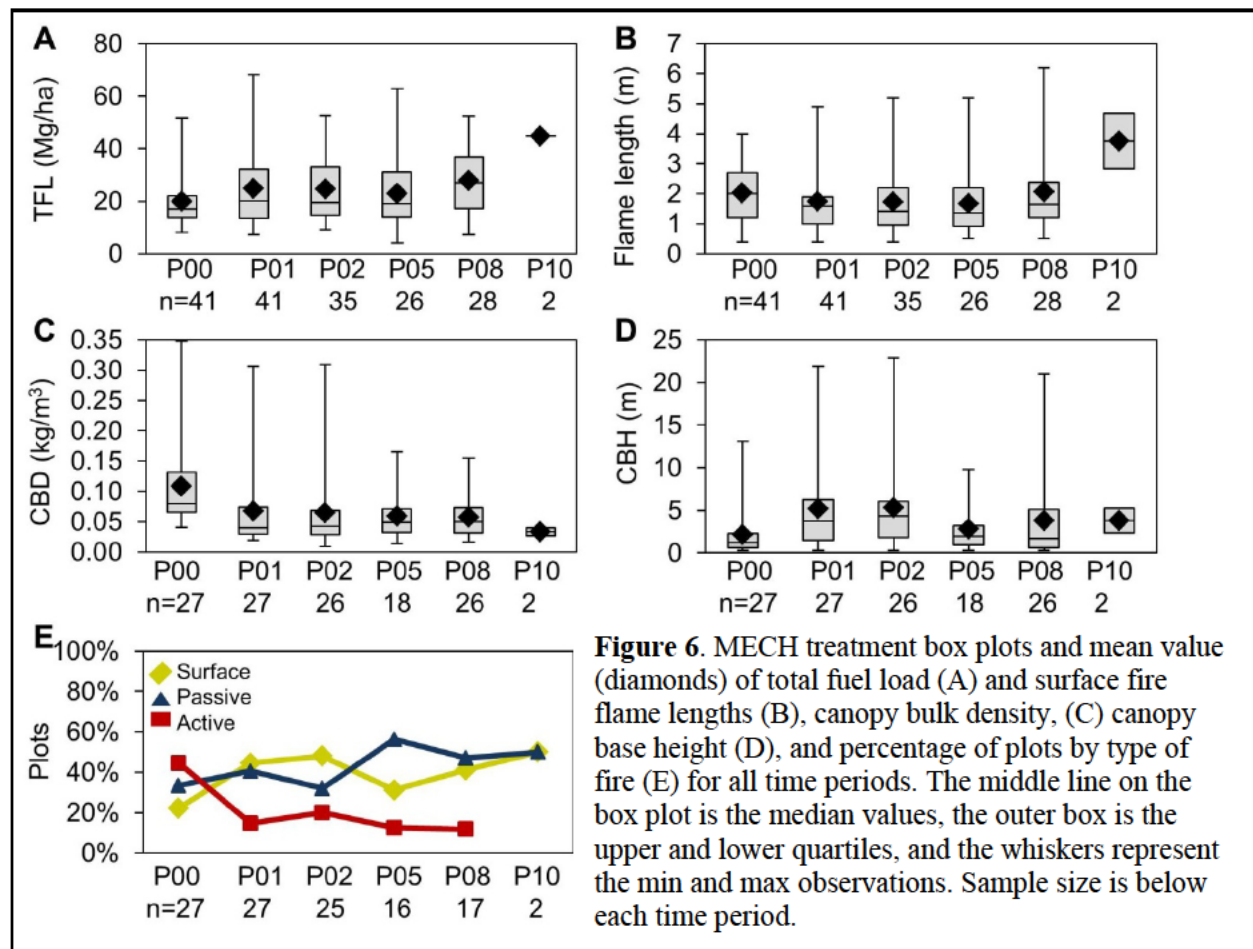 A
TFL (Mg/ha)
80
60
40
20
0
P00 P01 P02 P05 P08 P10
n=41 41 35 26 28 2
B
Flame length (m)
7
6
5
4
3
2
1
0
P00 P01 P02 P05 P08 P10
n=41 41 35 26 28 2
C
CBD (kg/m³)
0.35
0.30
0.25
0.20
0.15
0.10
0.05
0.00
P00 P01 P02 P05 P08 P10
n=27 27 26 18 26 2
D
CBH (m)
25
20
15
10
5
0
P00 P01 P02 P05 P08 P10
n=27 27 26 18 26 2
E
Plots
100%
80%
60%
40%
20%
0%
Surface
Passive
Active
P00 P01 P02 P05 P08 P10
n=27 27 25 16 17 2
Figure 6. MECH treatment box plots and mean value
(diamonds) of total fuel load (A) and surface fire
flame lengths (B), canopy bulk density, (C) canopy
base height (D), and percentage of plots by type of
fire (E) for all time periods. The middle line on the
box plot is the median values, the outer box is the
upper and lower quartiles, and the whiskers represent
the min and max observations. Sample size is below
each time period.